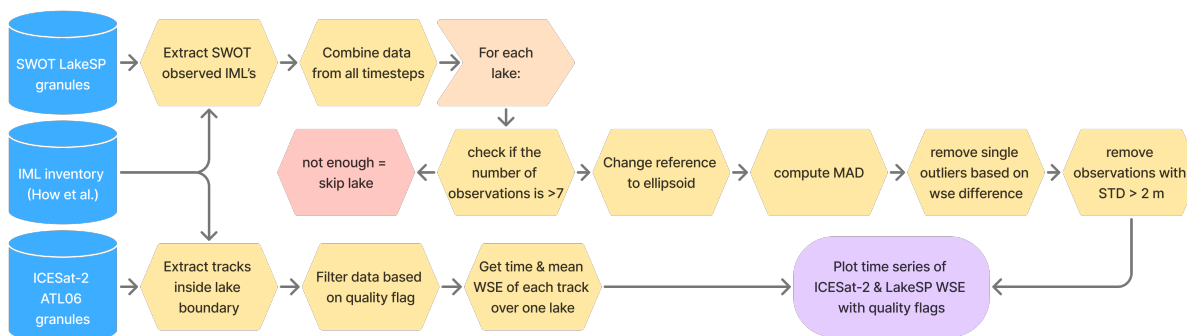 SWOT LakeSP
granules
Extract SWOT
observed IML's
Combine data
from all timesteps
For each
lake:
IML inventory
(How et al.)
not enough =
skip lake
check if the
number of
observations is >7
Change reference
to ellipsoid
compute MAD
remove single
outliers based on
wse difference
remove
observations with
STD > 2 m
ICESat-2
ATL06
granules
Extract tracks
inside lake
boundary
Filter data based
on quality flag
Get time & mean
WSE of each track
over one lake
Plot time series of
ICESat-2 & LakeSP WSE
with quality flags